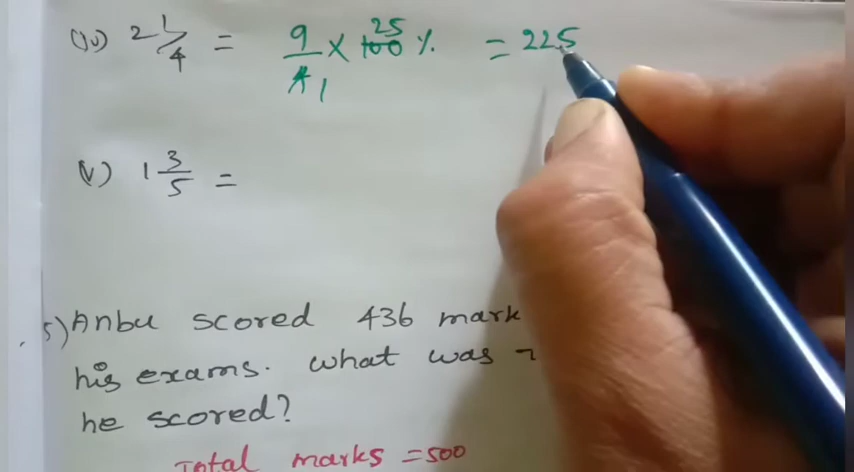 (iv) 2 1/4 = 9/4 1 × 100 25 % = 225
(v) 1 3/5 =
5) Anbu scored 436 mark
his exams. what was
he scored?
Total marks = 500